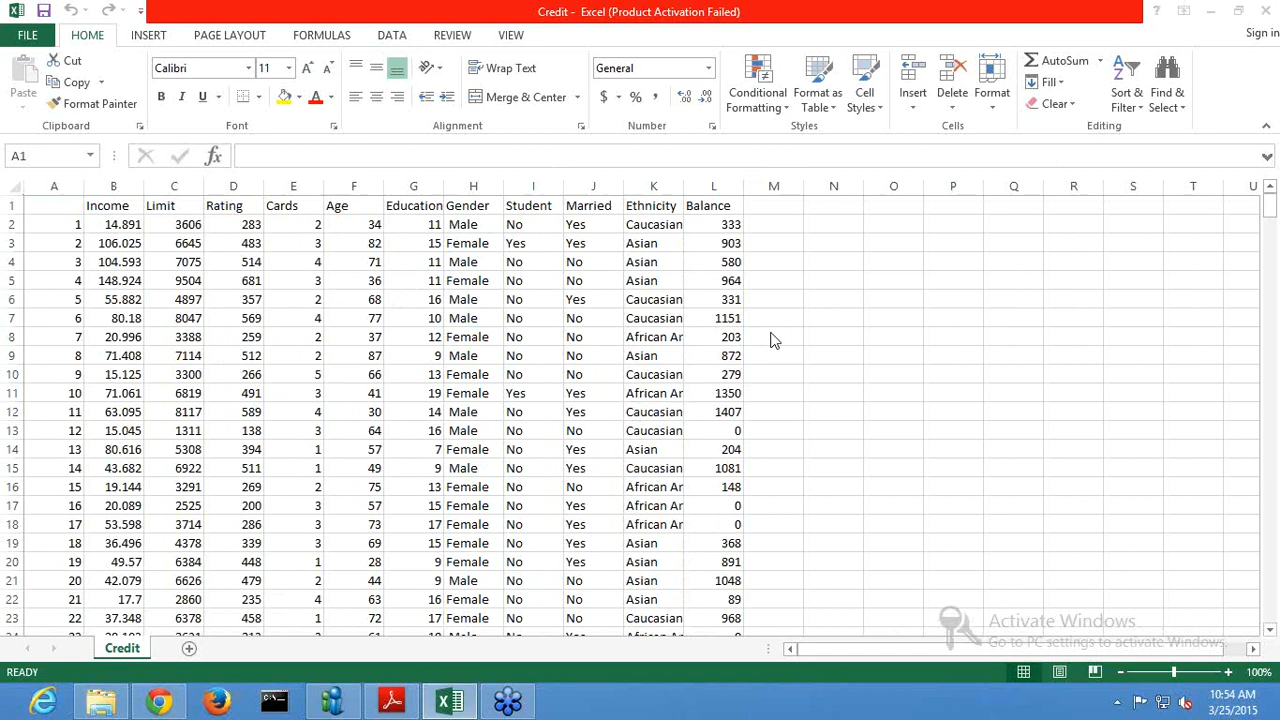 Credit - Excel (Product Activation Failed)
Sign in
FILE HOME INSERT PAGE LAYOUT FORMULAS DATA REVIEW VIEW
Paste
Cut
Copy
Format Painter
Clipboard
Calibri 11
B I U
Font
Wrap Text
Merge & Center
Alignment
General
$ % ,
Number
Conditional Formatting
Format as Table
Cell Styles
Styles
Insert Delete Format
Cells
AutoSum
Fill
Clear
Sort & Filter
Find & Select
Editing
A1 fx
A B C D E F G H I J K L M N O P Q R S T U
1 Income Limit Rating Cards Age Education Gender Student Married Ethnicity Balance
2 1 14.891 3606 283 2 34 11 Male No Yes Caucasian 333
3 2 106.025 6645 483 3 82 15 Female Yes Yes Asian 903
4 3 104.593 7075 514 4 71 11 Male No No Asian 580
5 4 148.924 9504 681 3 36 11 Female No No Asian 964
6 5 55.882 4897 357 2 68 16 Male No Yes Caucasian 331
7 6 80.18 8047 569 4 77 10 Male No No Caucasian 1151
8 7 20.996 3388 259 2 37 12 Female No No African Ar 203
9 8 71.408 7114 512 2 87 9 Male No No Asian 872
10 9 15.125 3300 266 5 66 13 Female No No Caucasian 279
11 10 71.061 6819 491 3 41 19 Female Yes Yes African Ar 1350
12 11 63.095 8117 589 4 30 14 Male No Yes Caucasian 1407
13 12 15.045 1311 138 3 64 16 Male No No Caucasian 0
14 13 80.616 5308 394 1 57 7 Female No Yes Asian 204
15 14 43.682 6922 511 1 49 9 Male No Yes Caucasian 1081
16 15 19.144 3291 269 2 75 13 Female No No African Ar 148
17 16 20.089 2525 200 3 57 15 Female No Yes African Ar 0
18 17 53.598 3714 286 3 73 17 Female No Yes African Ar 0
19 18 36.496 4378 339 3 69 15 Female No Yes Asian 368
20 19 49.57 6384 448 1 28 9 Female No Yes Asian 891
21 20 42.079 6626 479 2 44 9 Male No No Asian 1048
22 21 17.7 2860 235 4 63 16 Female No No Asian 89
23 22 37.348 6378 458 1 72 17 Female No No Caucasian 968
Activate Windows
Go to PC settings to activate Windows.
Credit
READY 100%
10:54 AM
3/25/2015